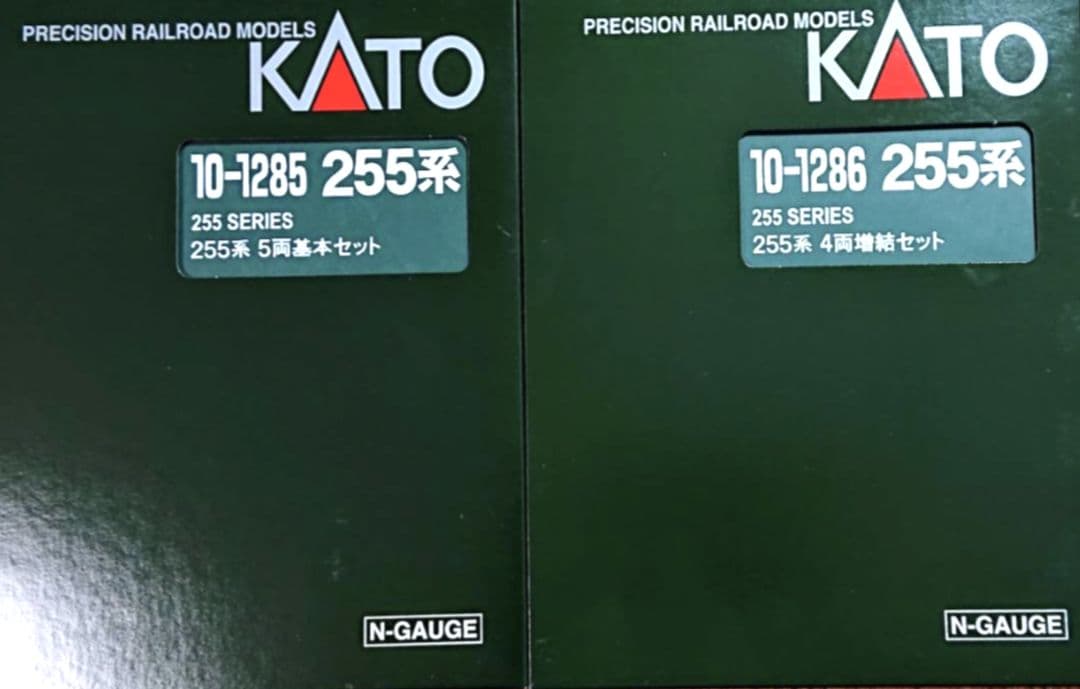 PRECISION RAILROAD MODELS
KATO
10-1285 255系
255 SERIES
255系 5両基本セット
N-GAUGE
PRECISION RAILROAD MODELS
KATO
10-1286 255系
255 SERIES
255系 4両増結セット
N-GAUGE